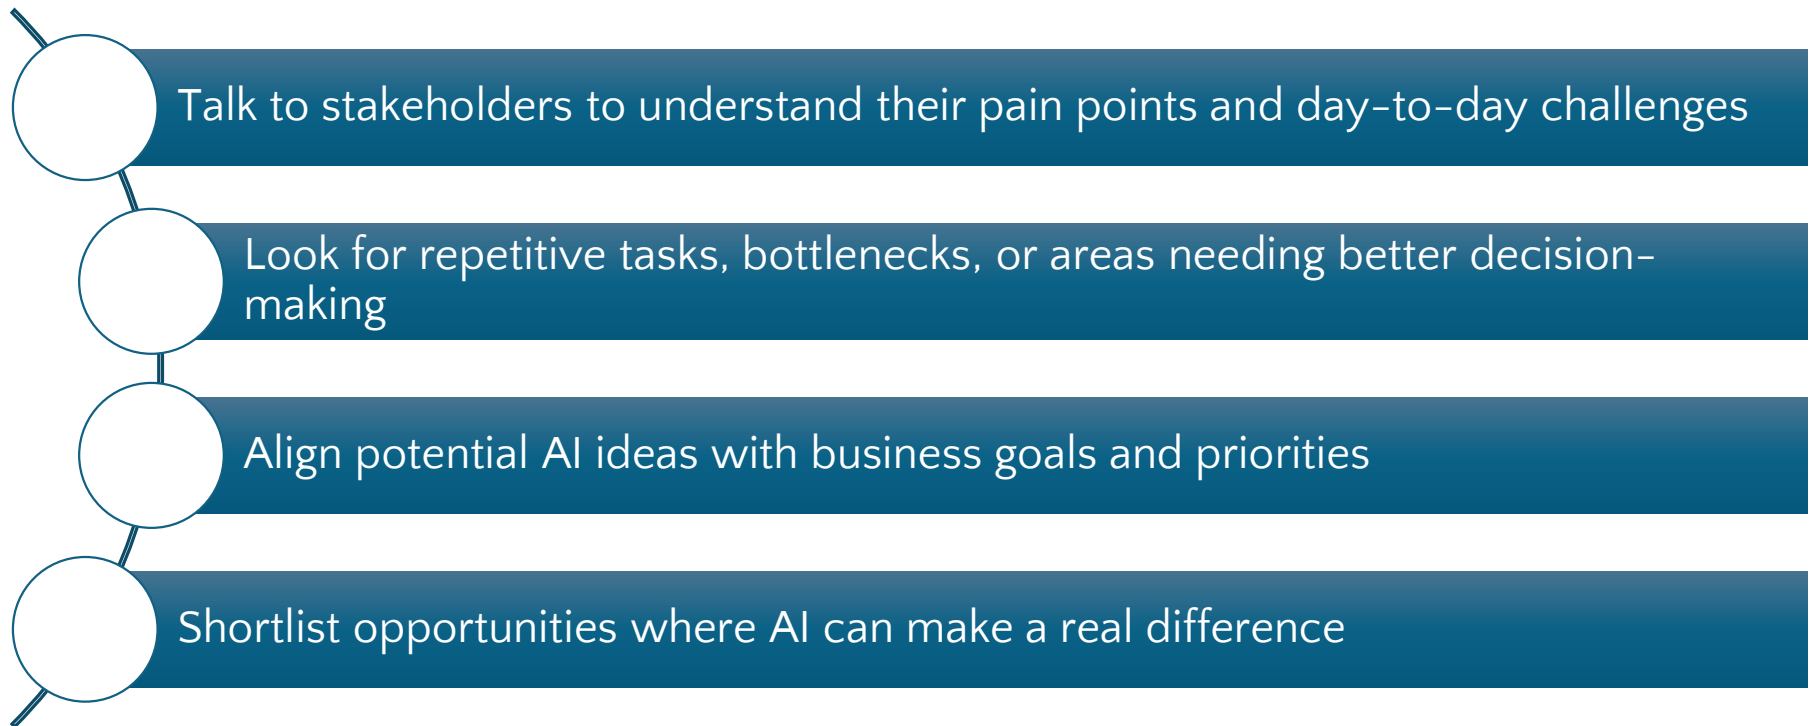 Talk to stakeholders to understand their pain points and day-to-day challenges
Look for repetitive tasks, bottlenecks, or areas needing better decision-
making
Align potential AI ideas with business goals and priorities
Shortlist opportunities where AI can make a real difference